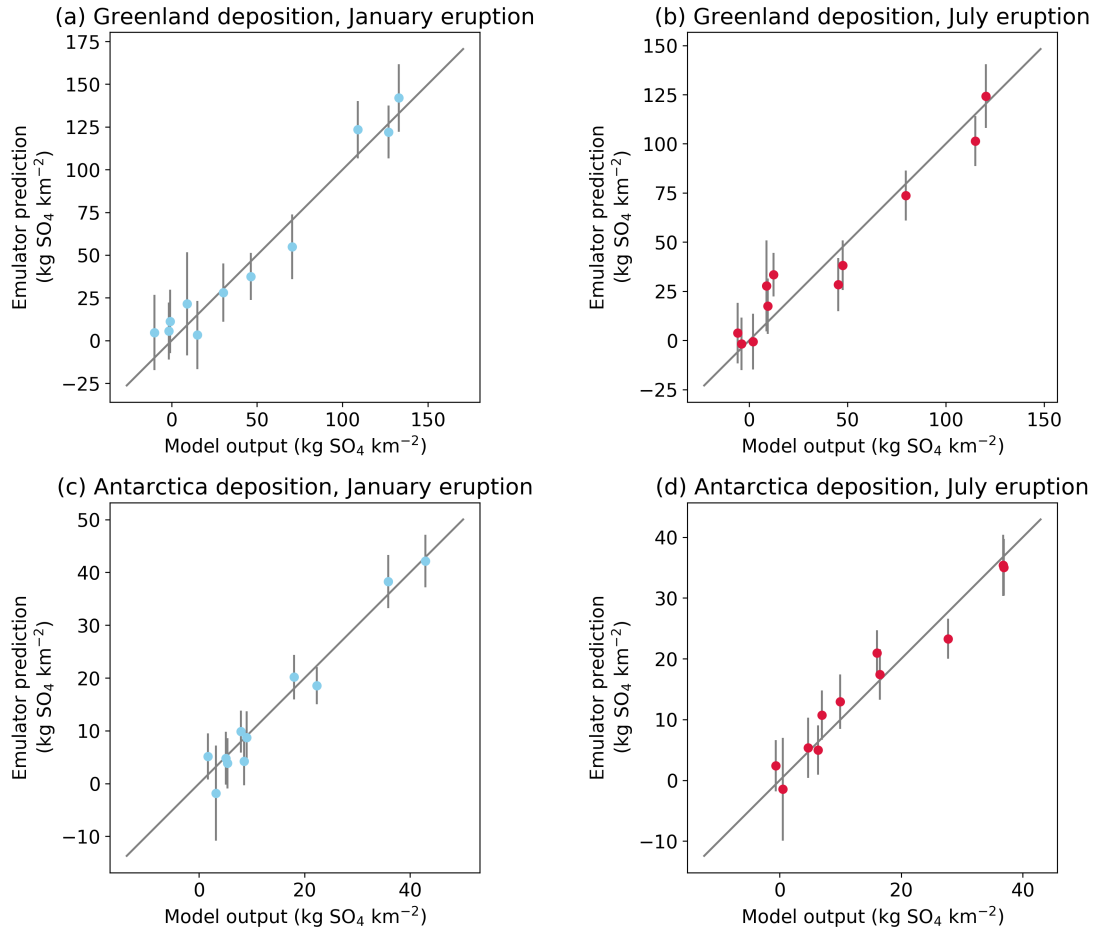 (a) Greenland deposition, January eruption
175
150
125
100
75
50
25
0
−25
0 50 100 150
Emulator prediction
(kg SO₄ km⁻²)
Model output (kg SO₄ km⁻²)
(b) Greenland deposition, July eruption
150
125
100
75
50
25
0
−25
0 50 100 150
Emulator prediction
(kg SO₄ km⁻²)
Model output (kg SO₄ km⁻²)
(c) Antarctica deposition, January eruption
50
40
30
20
10
0
−10
0 20 40
Emulator prediction
(kg SO₄ km⁻²)
Model output (kg SO₄ km⁻²)
(d) Antarctica deposition, July eruption
40
30
20
10
0
−10
0 20 40
Emulator prediction
(kg SO₄ km⁻²)
Model output (kg SO₄ km⁻²)